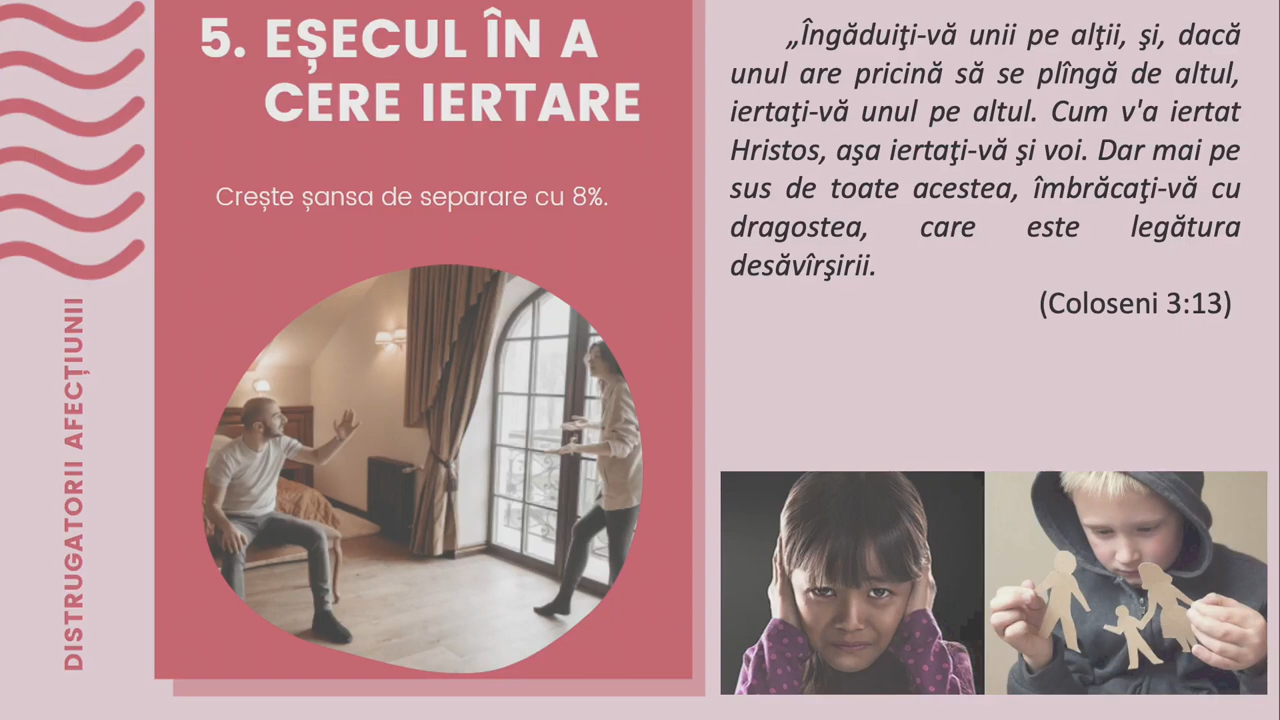 5. EȘECUL ÎN A
CERE IERTARE
Crește șansa de separare cu 8%.
DISTRUGATORII AFECȚIUNII
„Îngăduiţi-vă unii pe alţii, şi, dacă
unul are pricină să se plîngă de altul,
iertaţi-vă unul pe altul. Cum v'a iertat
Hristos, aşa iertaţi-vă şi voi. Dar mai pe
sus de toate acestea, îmbrăcaţi-vă cu
dragostea, care este legătura
desăvîrşirii.
(Coloseni 3:13)